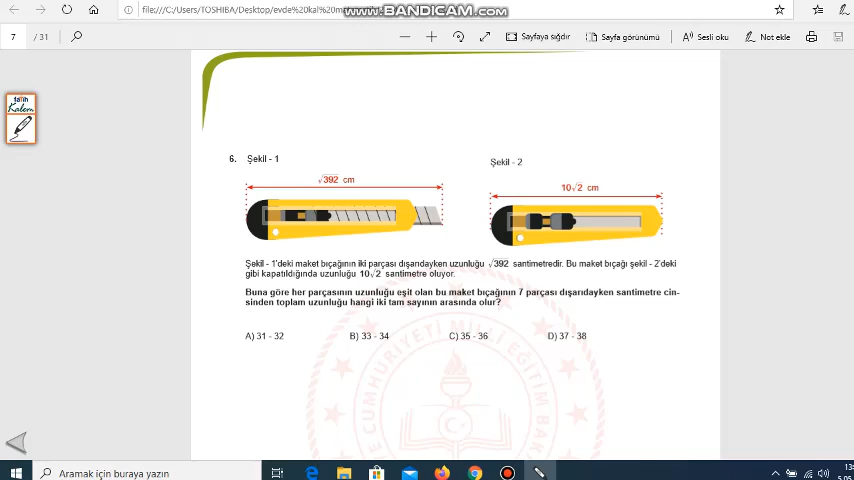 file:///C:/Users/TOSHIBA/Desktop/evde%20kal%20m
www.BANDICAM.com
7 / 31
Sayfaya sığdır
Sayfa görünümü
Sesli oku
Not ekle
fatih
Kalem
6. Şekil - 1
Şekil - 2
√392 cm
10√2 cm
Şekil - 1'deki maket bıçağının iki parçası dışarıdayken uzunluğu √392 santimetredir. Bu maket bıçağı şekil - 2'deki
gibi kapatıldığında uzunluğu 10√2 santimetre oluyor.
Buna göre her parçasının uzunluğu eşit olan bu maket bıçağının 7 parçası dışarıdayken santimetre cin-
sinden toplam uzunluğu hangi iki tam sayının arasında olur?
A) 31 - 32
B) 33 - 34
C) 35 - 36
D) 37 - 38
Aramak için buraya yazın